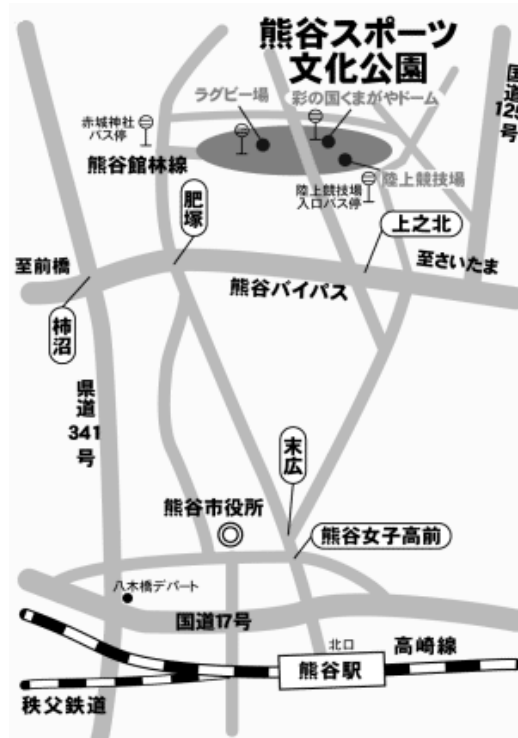 熊谷スポーツ
文化公園
国道
125
号
ラグビー場
彩の国くまがやドーム
赤城神社
バス停
熊谷館林線
陸上競技場
陸上競技場
入口バス停
肥塚
上之北
至前橋
至さいたま
熊谷バイパス
柿沼
県道
341
号
末広
熊谷市役所
熊谷女子高前
八木橋デパート
国道17号
北口
高崎線
熊谷駅
秩父鉄道